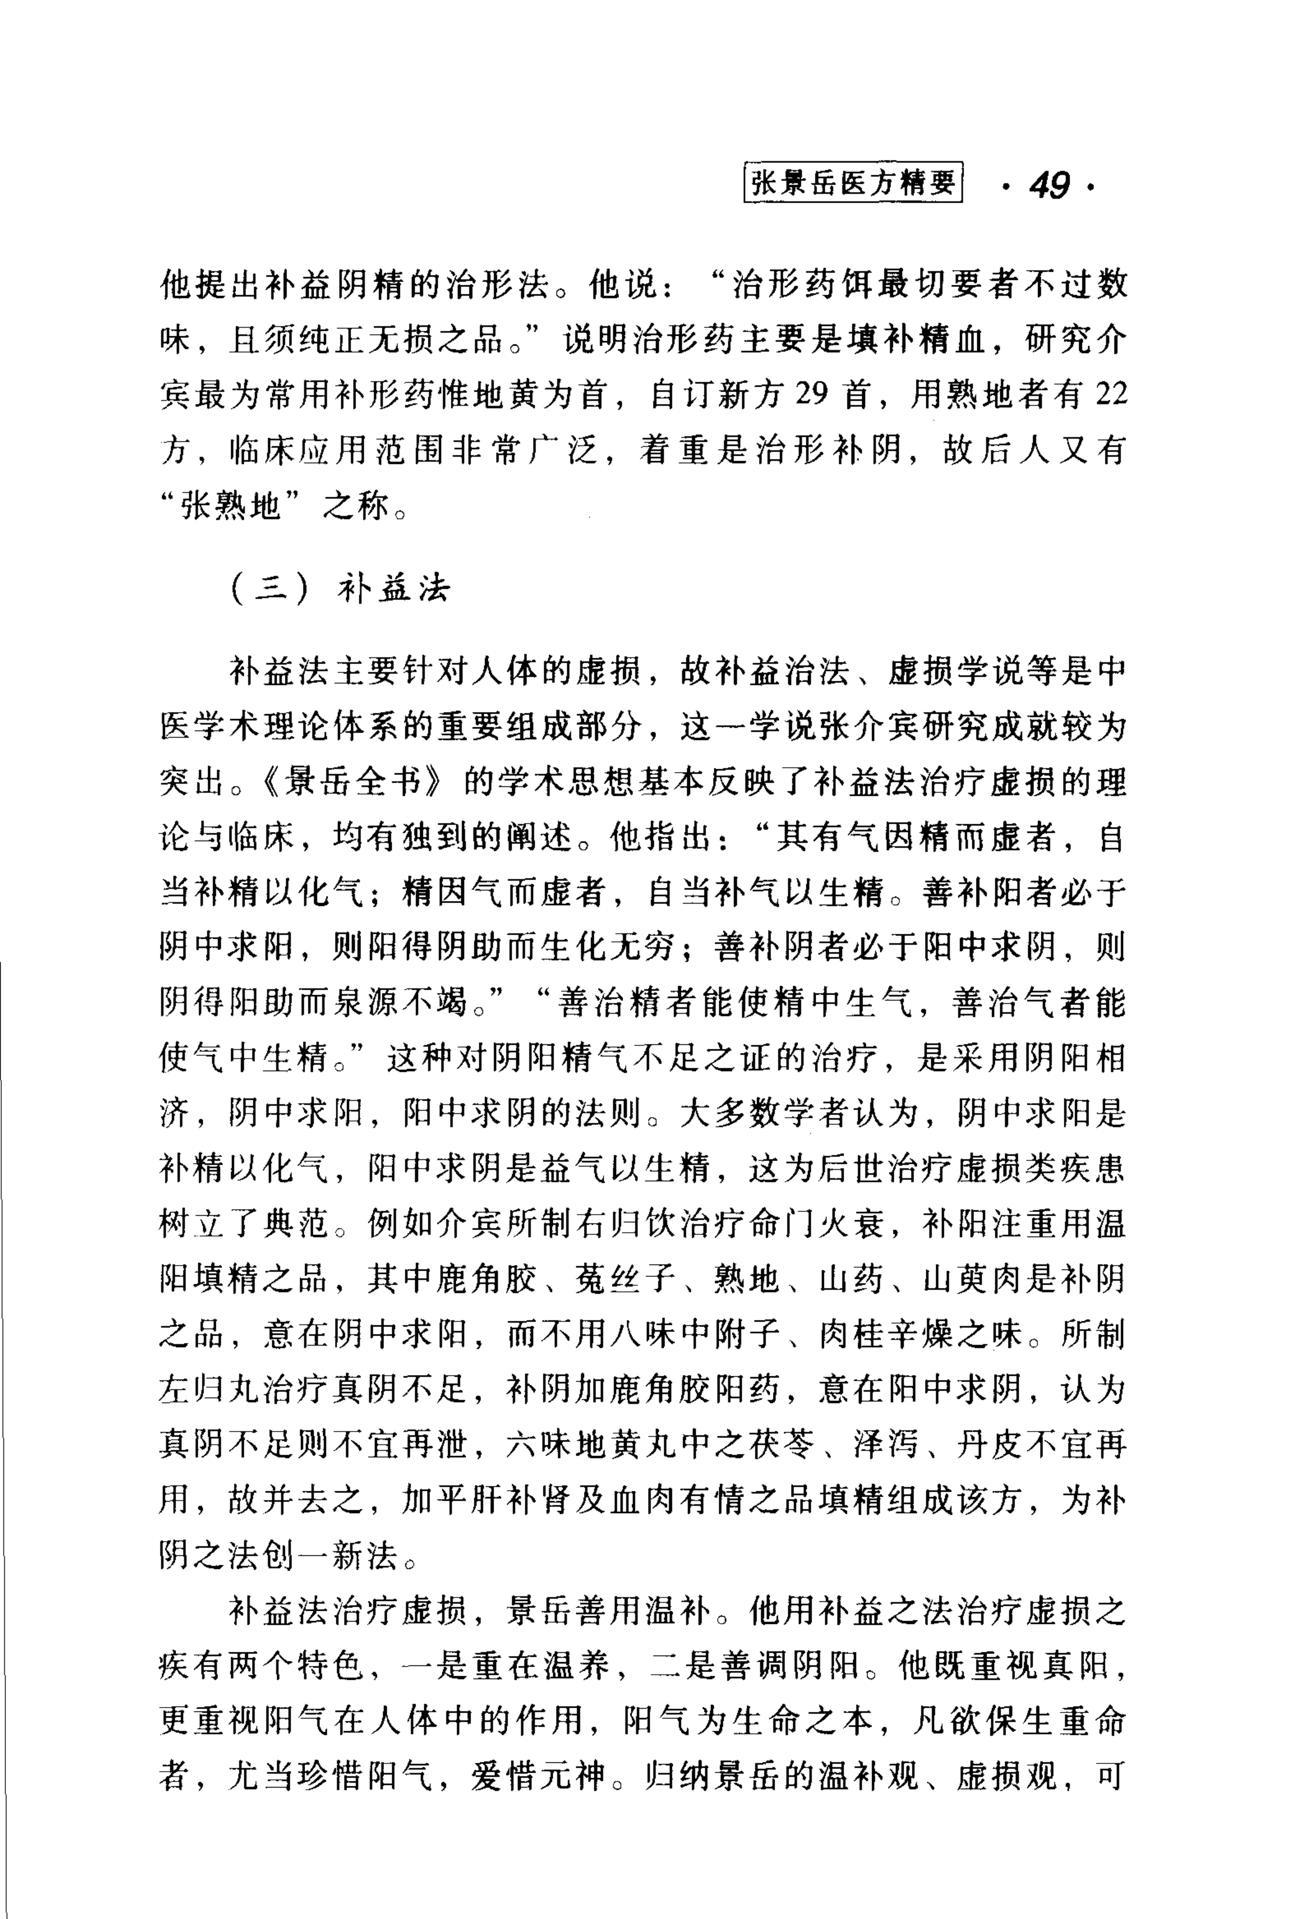 张景岳医方精要 · 49 ·
他提出补益阴精的治形法。他说：“治形药饵最切要者不过数
味，且须纯正无损之品。”说明治形药主要是填补精血，研究介
宾最为常用补形药惟地黄为首，自订新方29首，用熟地者有22
方，临床应用范围非常广泛，着重是治形补阴，故后人又有
“张熟地”之称。
（三）补益法
补益法主要针对人体的虚损，故补益治法、虚损学说等是中
医学术理论体系的重要组成部分，这一学说张介宾研究成就较为
突出。《景岳全书》的学术思想基本反映了补益法治疗虚损的理
论与临床，均有独到的阐述。他指出：“其有气因精而虚者，自
当补精以化气；精因气而虚者，自当补气以生精。善补阳者必于
阴中求阳，则阳得阴助而生化无穷；善补阴者必于阳中求阴，则
阴得阳助而泉源不竭。”“善治精者能使精中生气，善治气者能
使气中生精。”这种对阴阳精气不足之证的治疗，是采用阴阳相
济，阴中求阳，阳中求阴的法则。大多数学者认为，阴中求阳是
补精以化气，阳中求阴是益气以生精，这为后世治疗虚损类疾患
树立了典范。例如介宾所制右归饮治疗命门火衰，补阳注重用温
阳填精之品，其中鹿角胶、菟丝子、熟地、山药、山萸肉是补阴
之品，意在阴中求阳，而不用八味中附子、肉桂辛燥之味。所制
左归丸治疗真阴不足，补阴加鹿角胶阳药，意在阳中求阴，认为
真阴不足则不宜再泄，六味地黄丸中之茯苓、泽泻、丹皮不宜再
用，故并去之，加平肝补肾及血肉有情之品填精组成该方，为补
阴之法创一新法。
补益法治疗虚损，景岳善用温补。他用补益之法治疗虚损之
疾有两个特色，一是重在温养，二是善调阴阳。他既重视真阳，
更重视阳气在人体中的作用，阳气为生命之本，凡欲保生重命
者，尤当珍惜阳气，爱惜元神。归纳景岳的温补观、虚损观，可